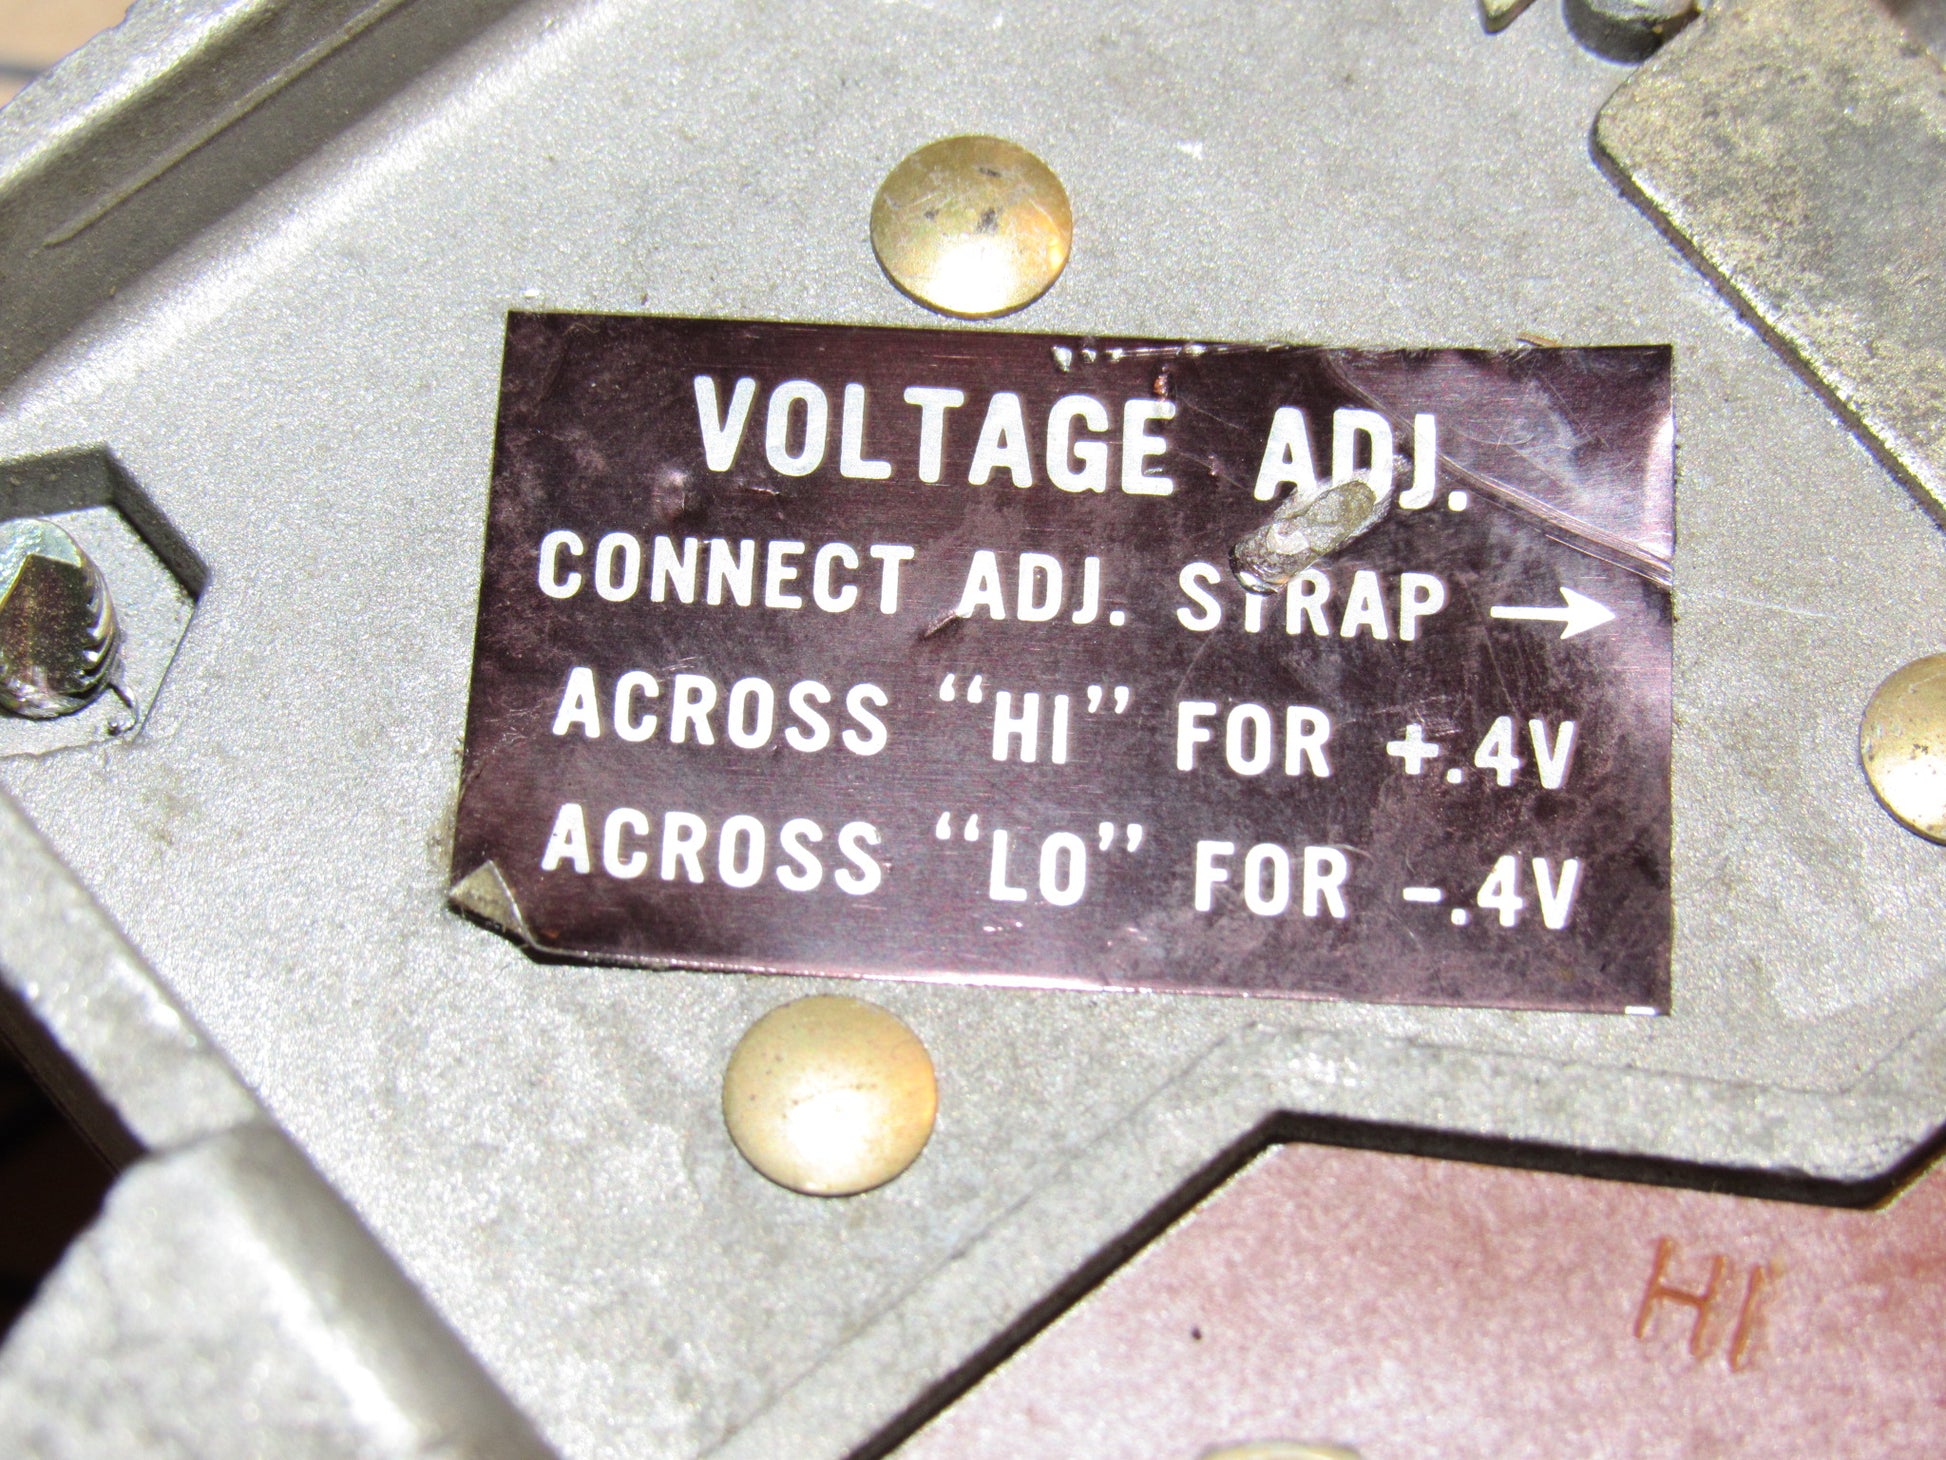 VOLTAGE ADJ.
CONNECT ADJ. STRAP →
ACROSS “HI” FOR +.4V
ACROSS “LO” FOR -.4V
HI